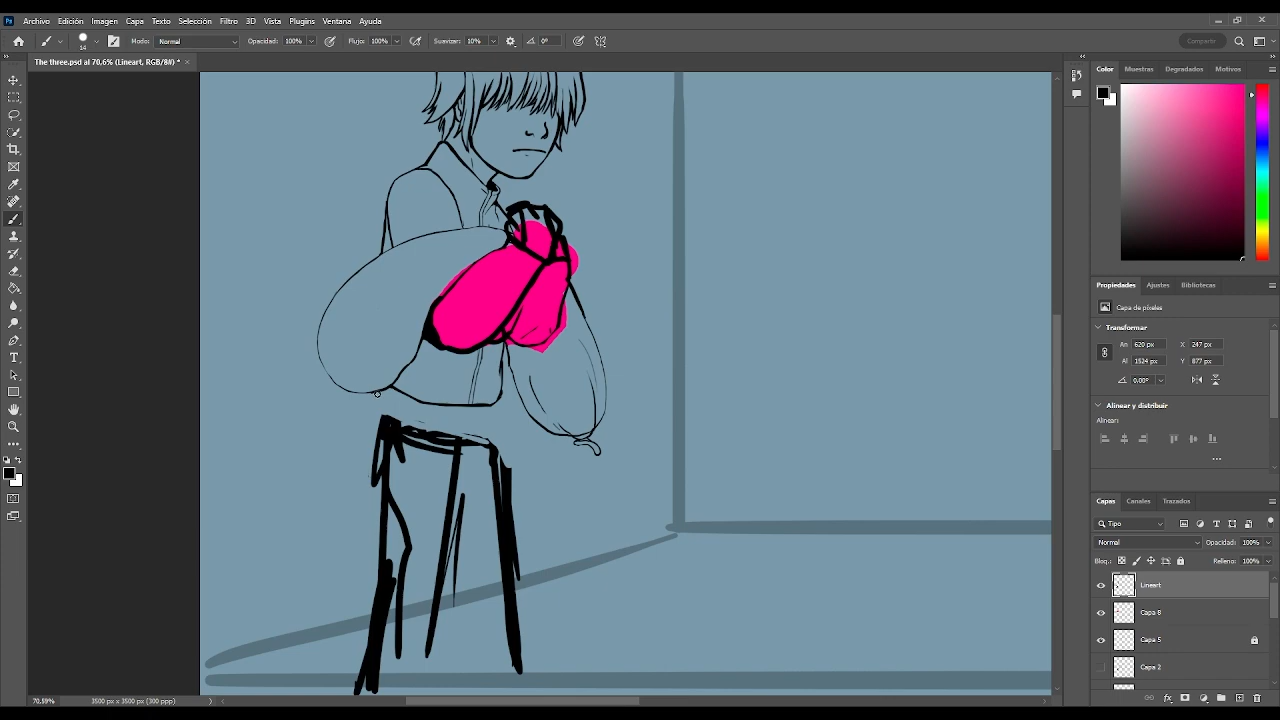 Ps Archivo Edición Imagen Capa Texto Selección Filtro 3D Vista Plugins Ventana Ayuda
14 Modo: Normal Opacidad: 100% Flujo: 100% Suavizar: 10% 0° Compartir
The three.psd al 70,6% (Lineart, RGB/8#) * ×
Color Muestras Degradados Motivos
Propiedades Ajustes Bibliotecas
Capa de píxeles
Transformar
An 620 px X 247 px
Al 1524 px Y 877 px
0,00°
Alinear y distribuir
Alinear:
Capas Canales Trazados
Tipo
Normal Opacidad: 100%
Bloq.: Relleno: 100%
Lineart
Capa 8
Capa 5
Capa 2
70,59% 3500 px x 3500 px (300 ppp)